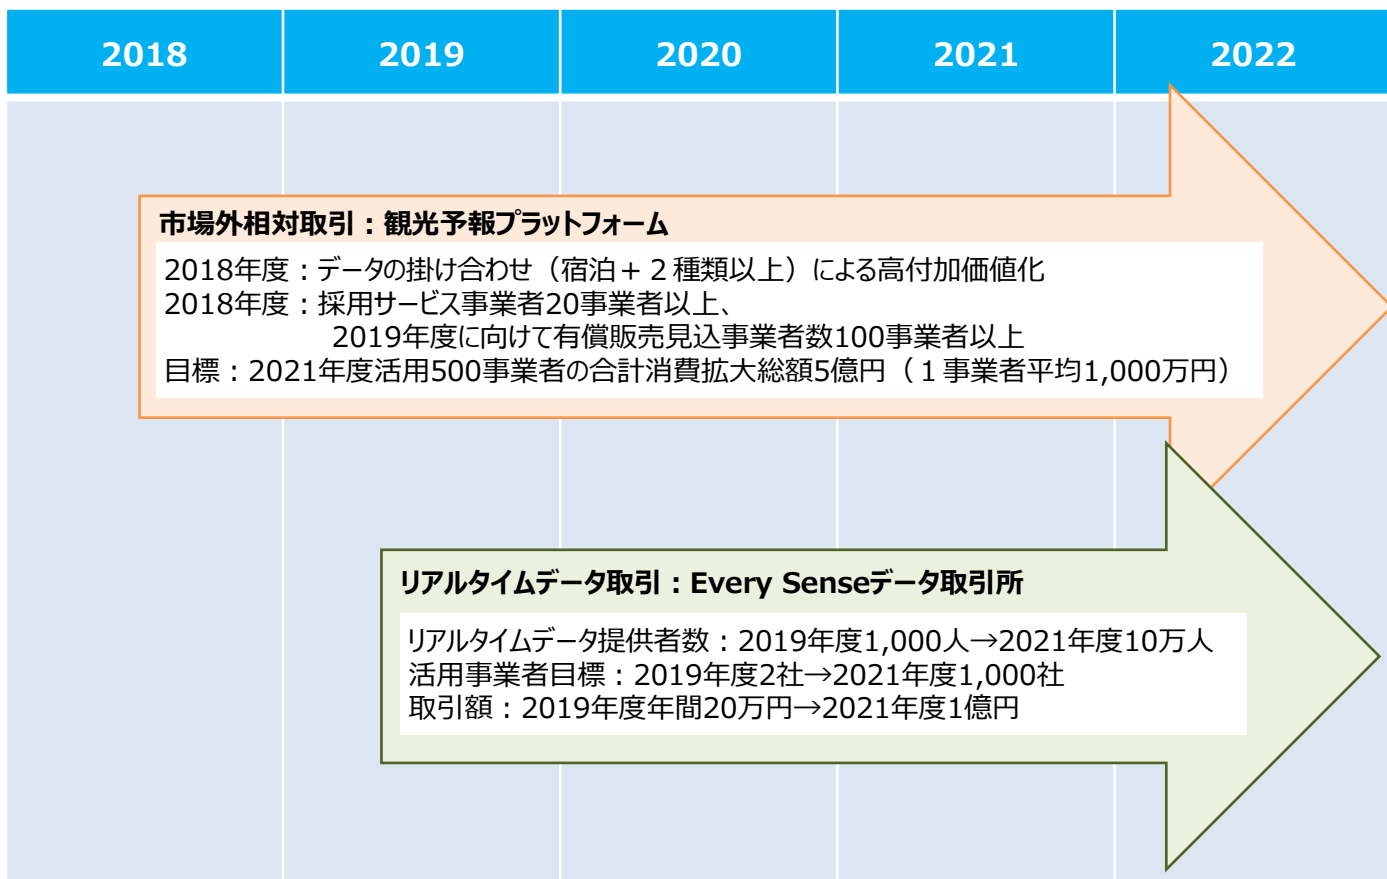 2018
2019
2020
2021
2022
市場外相対取引：観光予報プラットフォーム
2018年度：データの掛け合わせ（宿泊＋２種類以上）による高付加価値化
2018年度：採用サービス事業者20事業者以上、
2019年度に向けて有償販売見込事業者数100事業者以上
目標：2021年度活用500事業者の合計消費拡大総額5億円（１事業者平均1,000万円）
リアルタイムデータ取引：Every Senseデータ取引所
リアルタイムデータ提供者数：2019年度1,000人→2021年度10万人
活用事業者目標：2019年度2社→2021年度1,000社
取引額：2019年度年間20万円→2021年度1億円